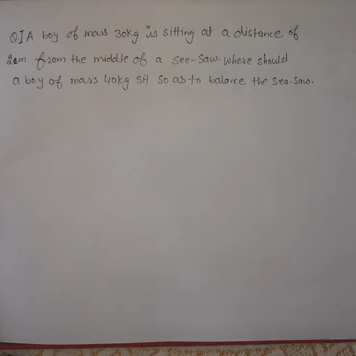 Q.] A boy of mass 30kg is sitting at a distance of
2cm from the middle of a see-saw. where should
a boy of mass 40kg sit so as to balance the sea-saw.